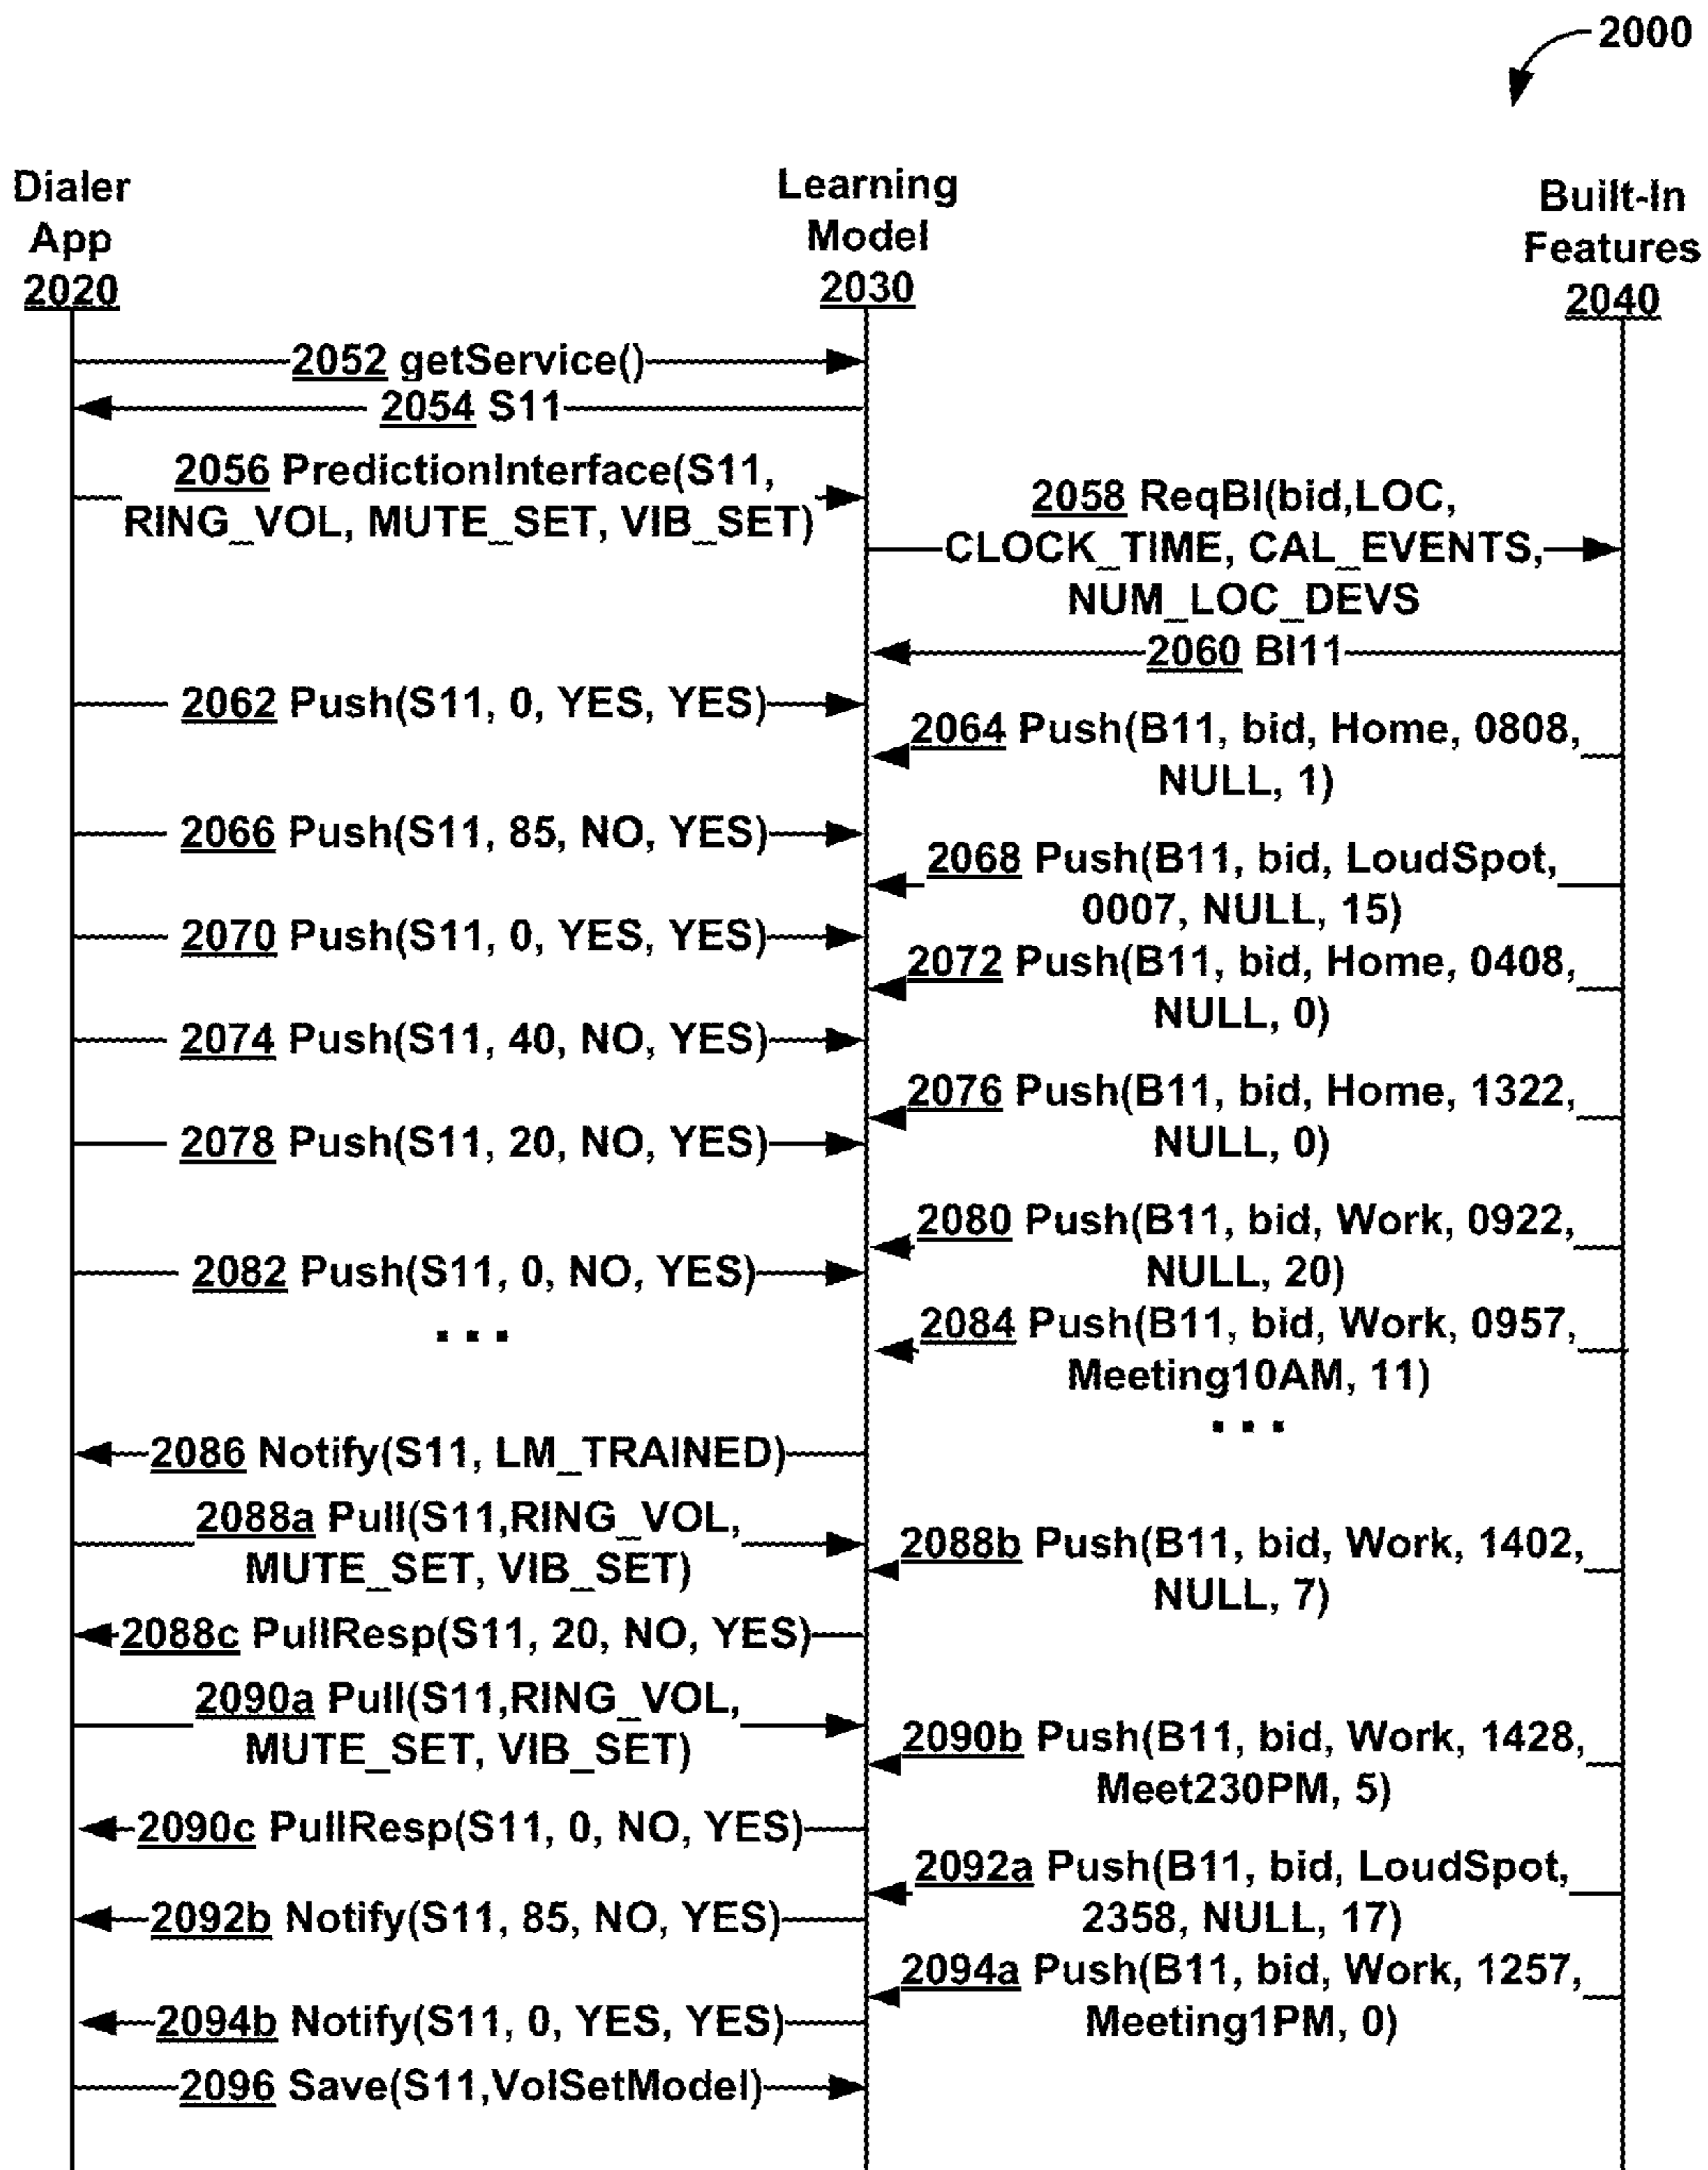 2000
Dialer
App
2020
Learning
Model
2030
Built-In
Features
2040
2052 getService()
2054 S11
2056 PredictionInterface(S11,
RING_VOL, MUTE_SET, VIB_SET)
2058 ReqBI(bid,LOC,
CLOCK_TIME, CAL_EVENTS,
NUM_LOC_DEVS
2060 BI11
2062 Push(S11, 0, YES, YES)
2064 Push(B11, bid, Home, 0808,
NULL, 1)
2066 Push(S11, 85, NO, YES)
2068 Push(B11, bid, LoudSpot,
0007, NULL, 15)
2070 Push(S11, 0, YES, YES)
2072 Push(B11, bid, Home, 0408,
NULL, 0)
2074 Push(S11, 40, NO, YES)
2076 Push(B11, bid, Home, 1322,
NULL, 0)
2078 Push(S11, 20, NO, YES)
2080 Push(B11, bid, Work, 0922,
NULL, 20)
2082 Push(S11, 0, NO, YES)
...
2084 Push(B11, bid, Work, 0957,
Meeting10AM, 11)
...
2086 Notify(S11, LM_TRAINED)
2088a Pull(S11,RING_VOL,
MUTE_SET, VIB_SET)
2088b Push(B11, bid, Work, 1402,
NULL, 7)
2088c PullResp(S11, 20, NO, YES)
2090a Pull(S11,RING_VOL,
MUTE_SET, VIB_SET)
2090b Push(B11, bid, Work, 1428,
Meet230PM, 5)
2090c PullResp(S11, 0, NO, YES)
2092a Push(B11, bid, LoudSpot,
2358, NULL, 17)
2092b Notify(S11, 85, NO, YES)
2094a Push(B11, bid, Work, 1257,
Meeting1PM, 0)
2094b Notify(S11, 0, YES, YES)
2096 Save(S11,VolSetModel)